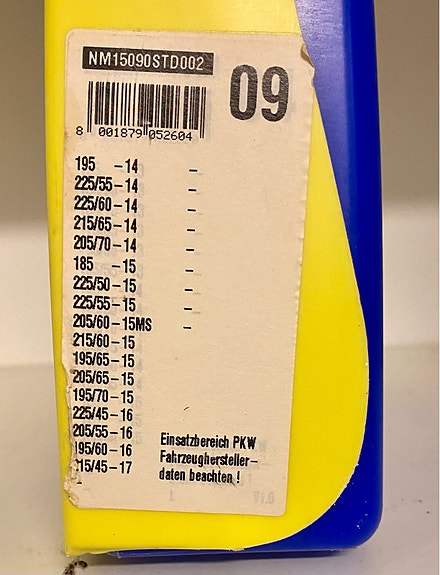 NM15090STD002
09
8 001879 052604
195 -14 -
225/55-14 -
225/60-14 -
215/65-14 -
205/70-14 -
185 -15 -
225/50-15 -
225/55-15 -
205/60-15MS -
215/60-15
195/65-15
205/65-15
195/70-15
225/45-16
205/55-16
195/60-16
15/45-17
Einsatzbereich PKW
Fahrzeughersteller-
daten beachten !